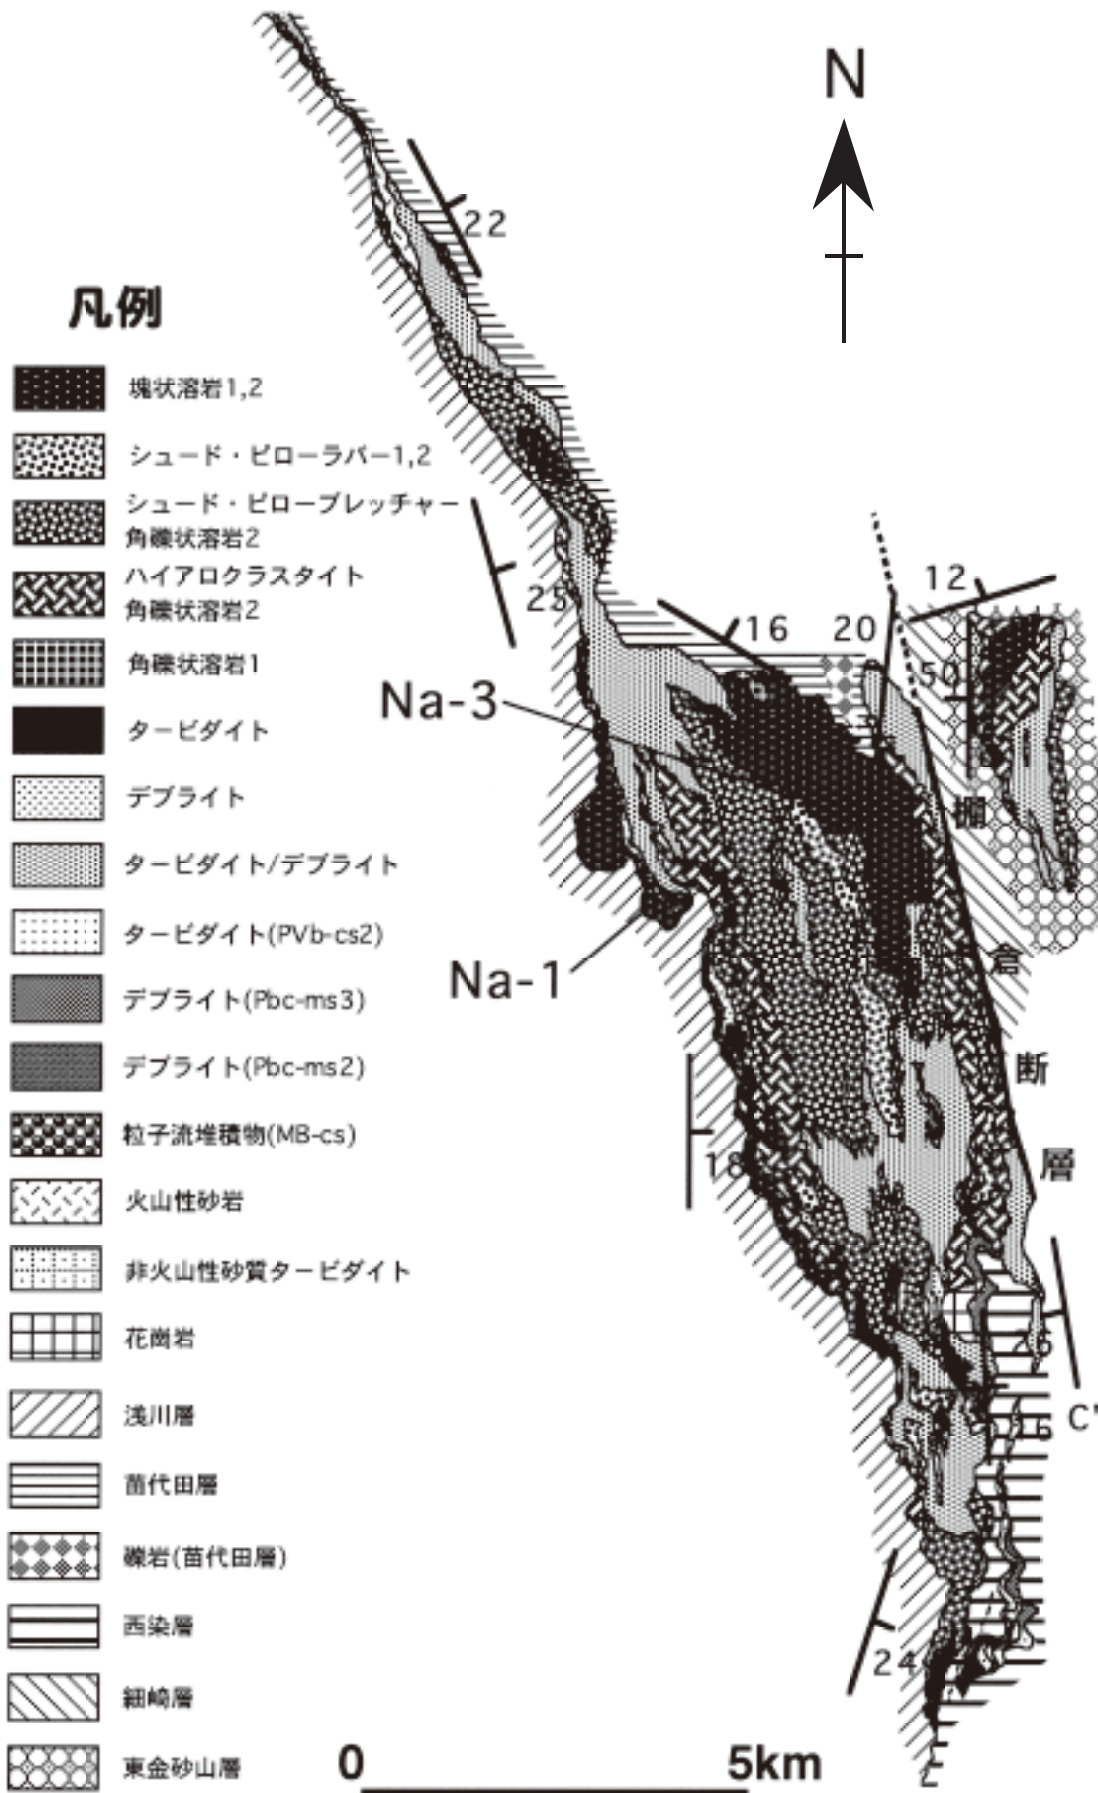 N
22
凡例
塊状溶岩1,2
シュード・ピローラバー1,2
シュード・ピローブレッチャー
角礫状溶岩2
ハイアロクラスタイト
角礫状溶岩2
角礫状溶岩1
タービダイト
デブライト
タービダイト/デブライト
タービダイト(PVb-cs2)
デブライト(Pbc-ms3)
デブライト(Pbc-ms2)
粒子流堆積物(MB-cs)
火山性砂岩
非火山性砂質タービダイト
花崗岩
浅川層
苗代田層
礫岩(苗代田層)
西染層
細崎層
東金砂山層
25
12
16
20
50
Na-3
Na-1
棚
倉
断
層
18
26
15
C'
24
0
5km